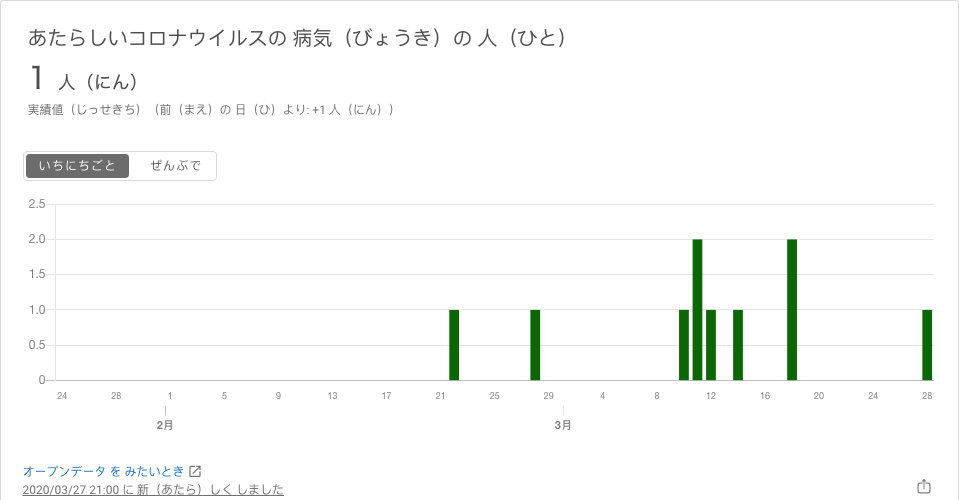 あたらしいコロナウイルスの 病気（びょうき）の 人（ひと）
1 人（にん）
実績値（じっせきち）（前（まえ）の 日（ひ）より: +1 人（にん））
いちにちごと ぜんぶで
2.5
2.0
1.5
1.0
0.5
0
24 28 1 5 9 13 17 21 25 29 4 8 12 16 20 24 28
2月 3月
オープンデータ を みたいとき
2020/03/27 21:00 に 新（あたら）しく しました